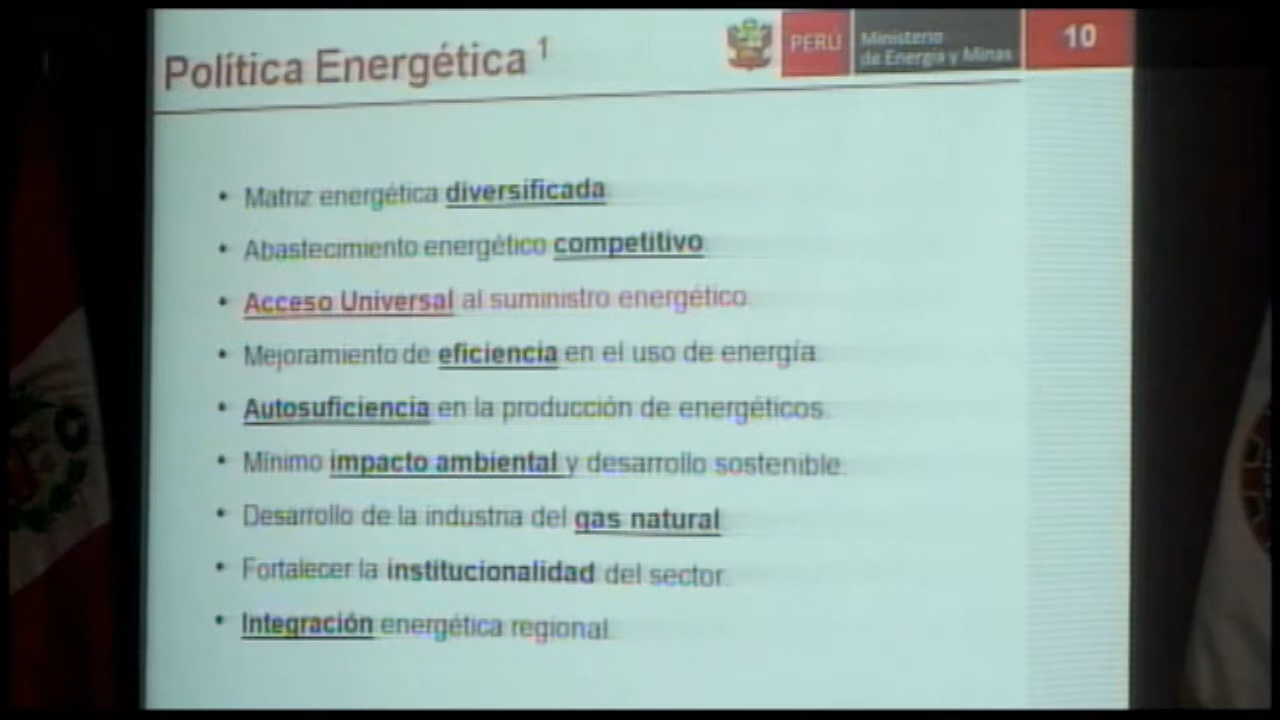 Política Energética ¹
PERÚ
Ministerio
de Energía y Minas
10
• Matriz energética diversificada
• Abastecimiento energético competitivo
• Acceso Universal al suministro energético.
• Mejoramiento de eficiencia en el uso de energía
• Autosuficiencia en la producción de energéticos.
• Mínimo impacto ambiental y desarrollo sostenible.
• Desarrollo de la industria del gas natural
• Fortalecer la institucionalidad del sector.
• Integración energética regional.